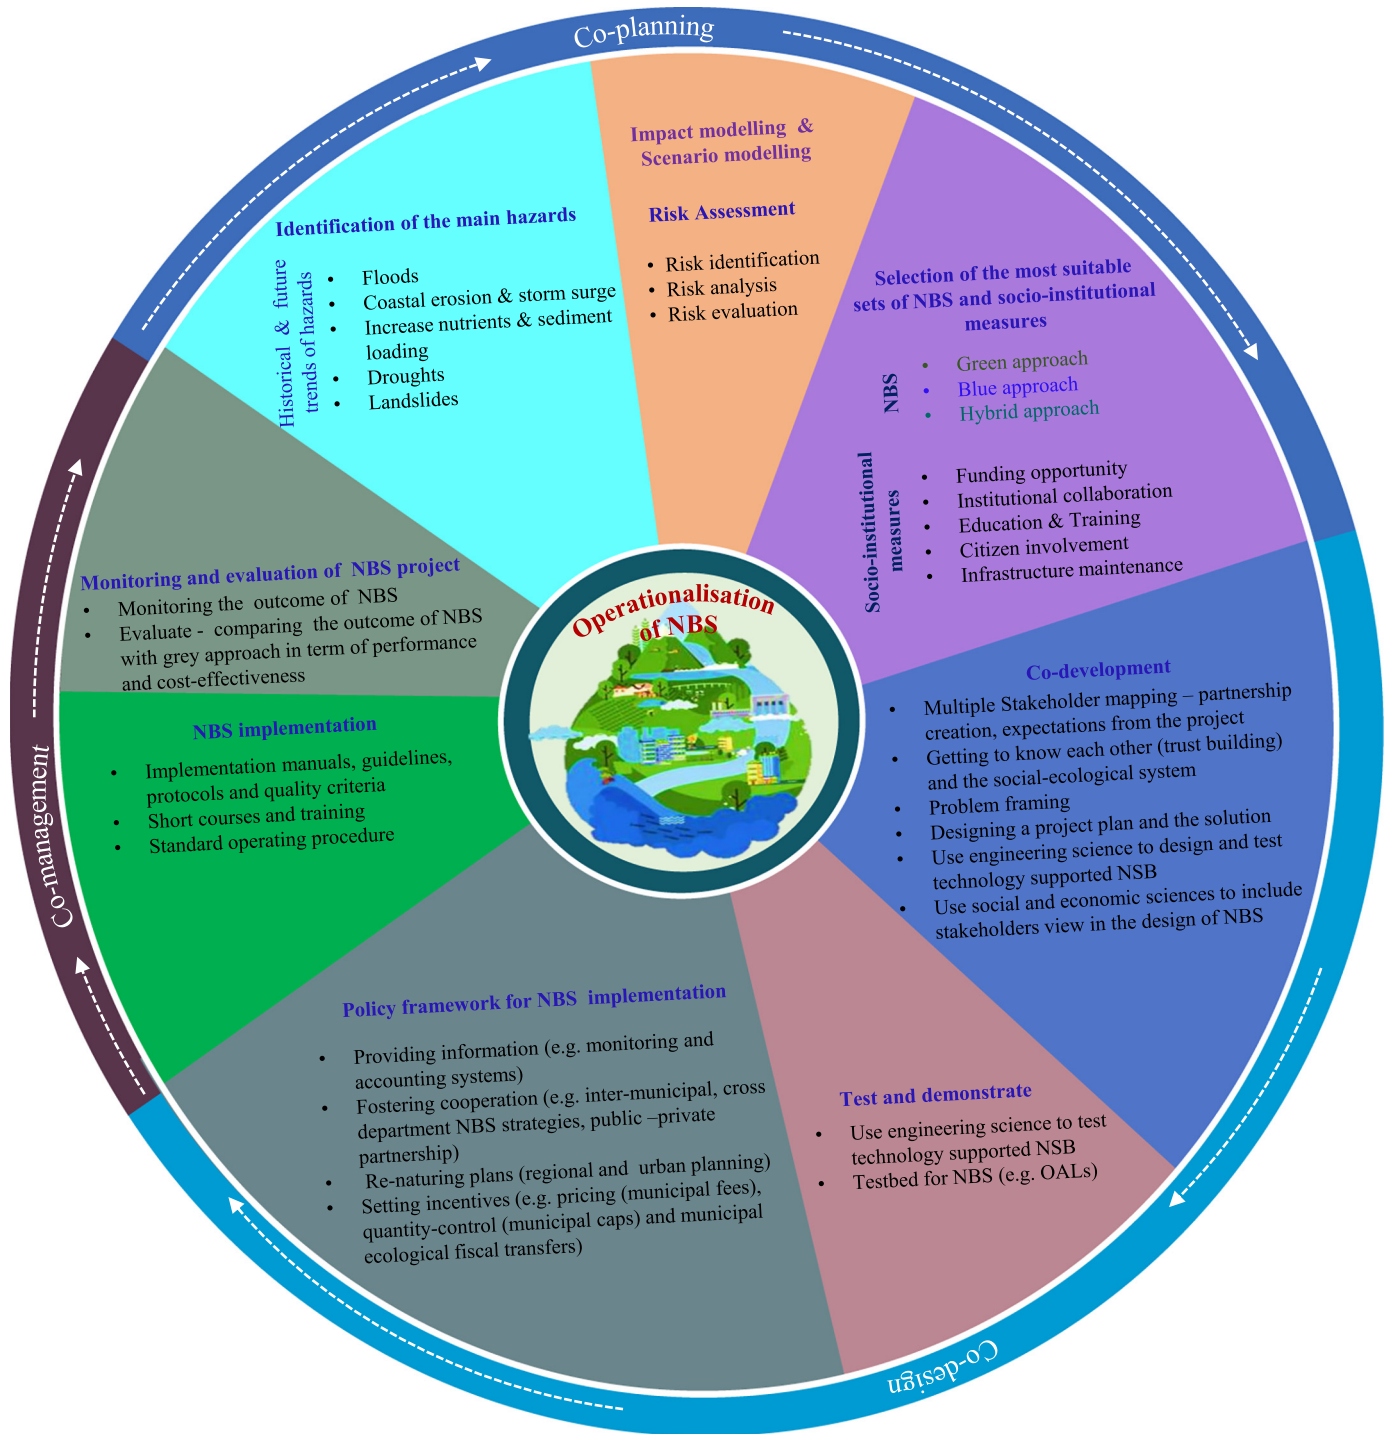 Co-planning
Impact modelling & 
Scenario modelling
Risk Assessment
• Risk identification
• Risk analysis
• Risk evaluation
Selection of the most suitable
sets of NBS and socio-institutional
measures
NBS
• Green approach
• Blue approach
• Hybrid approach
Socio-institutional
measures
• Funding opportunity
• Institutional collaboration
• Education & Training
• Citizen involvement
• Infrastructure maintenance
Co-development
• Multiple Stakeholder mapping – partnership
creation, expectations from the project
• Getting to know each other (trust building)
and the social-ecological system
• Problem framing
• Designing a project plan and the solution
• Use engineering science to design and test
technology supported NSB
• Use social and economic sciences to include
stakeholders view in the design of NBS
Test and demonstrate
• Use engineering science to test
technology supported NSB
• Testbed for NBS (e.g. OALs)
Co-design
Policy framework for NBS implementation
• Providing information (e.g. monitoring and
accounting systems)
• Fostering cooperation (e.g. inter-municipal, cross
department NBS strategies, public –private
partnership)
• Re-naturing plans (regional and urban planning)
• Setting incentives (e.g. pricing (municipal fees),
quantity-control (municipal caps) and municipal
ecological fiscal transfers)
NBS implementation
• Implementation manuals, guidelines,
protocols and quality criteria
• Short courses and training
• Standard operating procedure
Co-management
Monitoring and evaluation of NBS project
• Monitoring the outcome of NBS
• Evaluate - comparing the outcome of NBS
with grey approach in term of performance
and cost-effectiveness
Identification of the main hazards
Historical & future
trends of hazards
• Floods
• Coastal erosion & storm surge
• Increase nutrients & sediment
loading
• Droughts
• Landslides
Operationalisation
of NBS